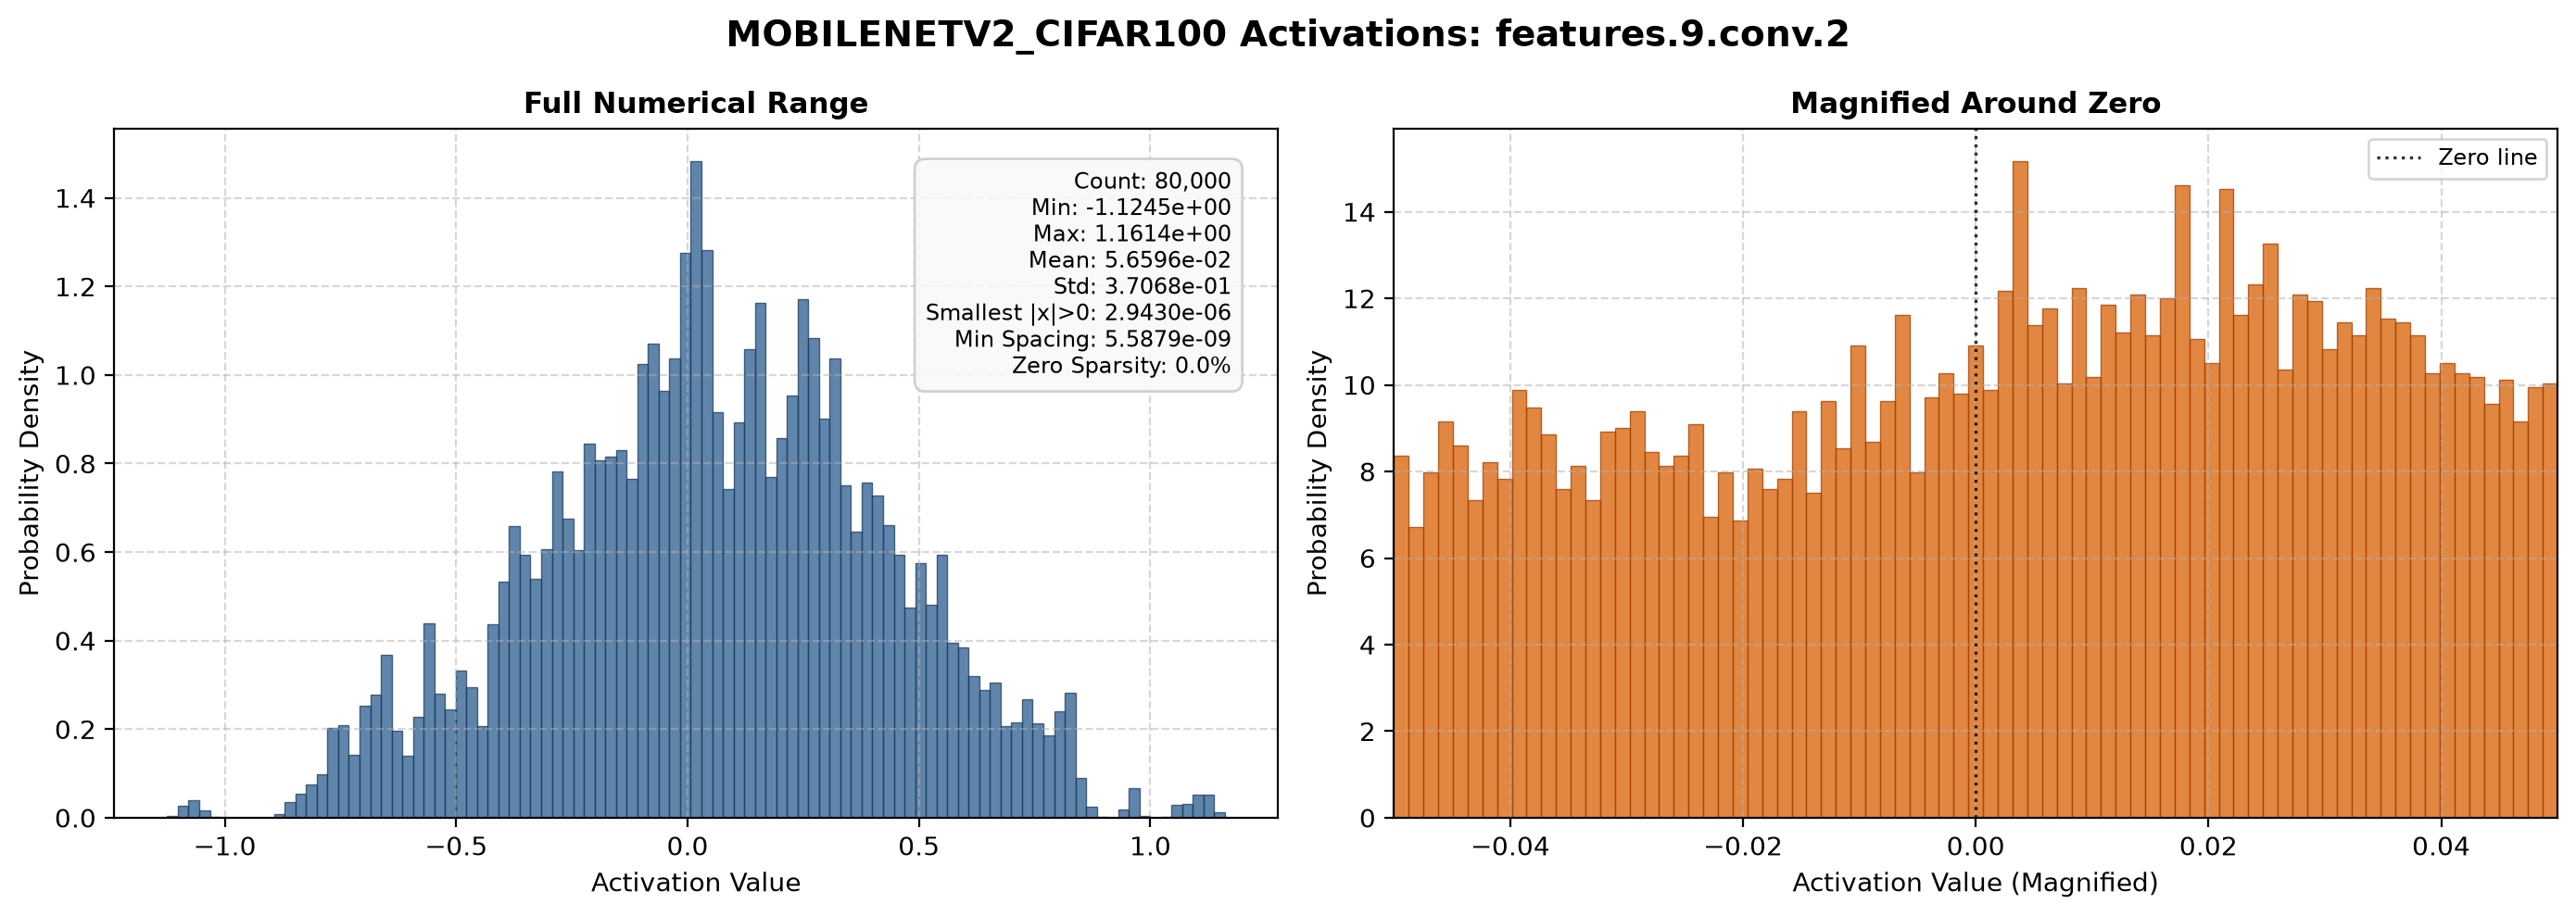 MOBILENETV2_CIFAR100 Activations: features.9.conv.2
Full Numerical Range
Probability Density
1.4
1.2
1.0
0.8
0.6
0.4
0.2
0.0
Count: 80,000
Min: -1.1245e+00
Max: 1.1614e+00
Mean: 5.6596e-02
Std: 3.7068e-01
Smallest |x|>0: 2.9430e-06
Min Spacing: 5.5879e-09
Zero Sparsity: 0.0%
−1.0 −0.5 0.0 0.5 1.0
Activation Value
Magnified Around Zero
Probability Density
14
12
10
8
6
4
2
0
Zero line
−0.04 −0.02 0.00 0.02 0.04
Activation Value (Magnified)